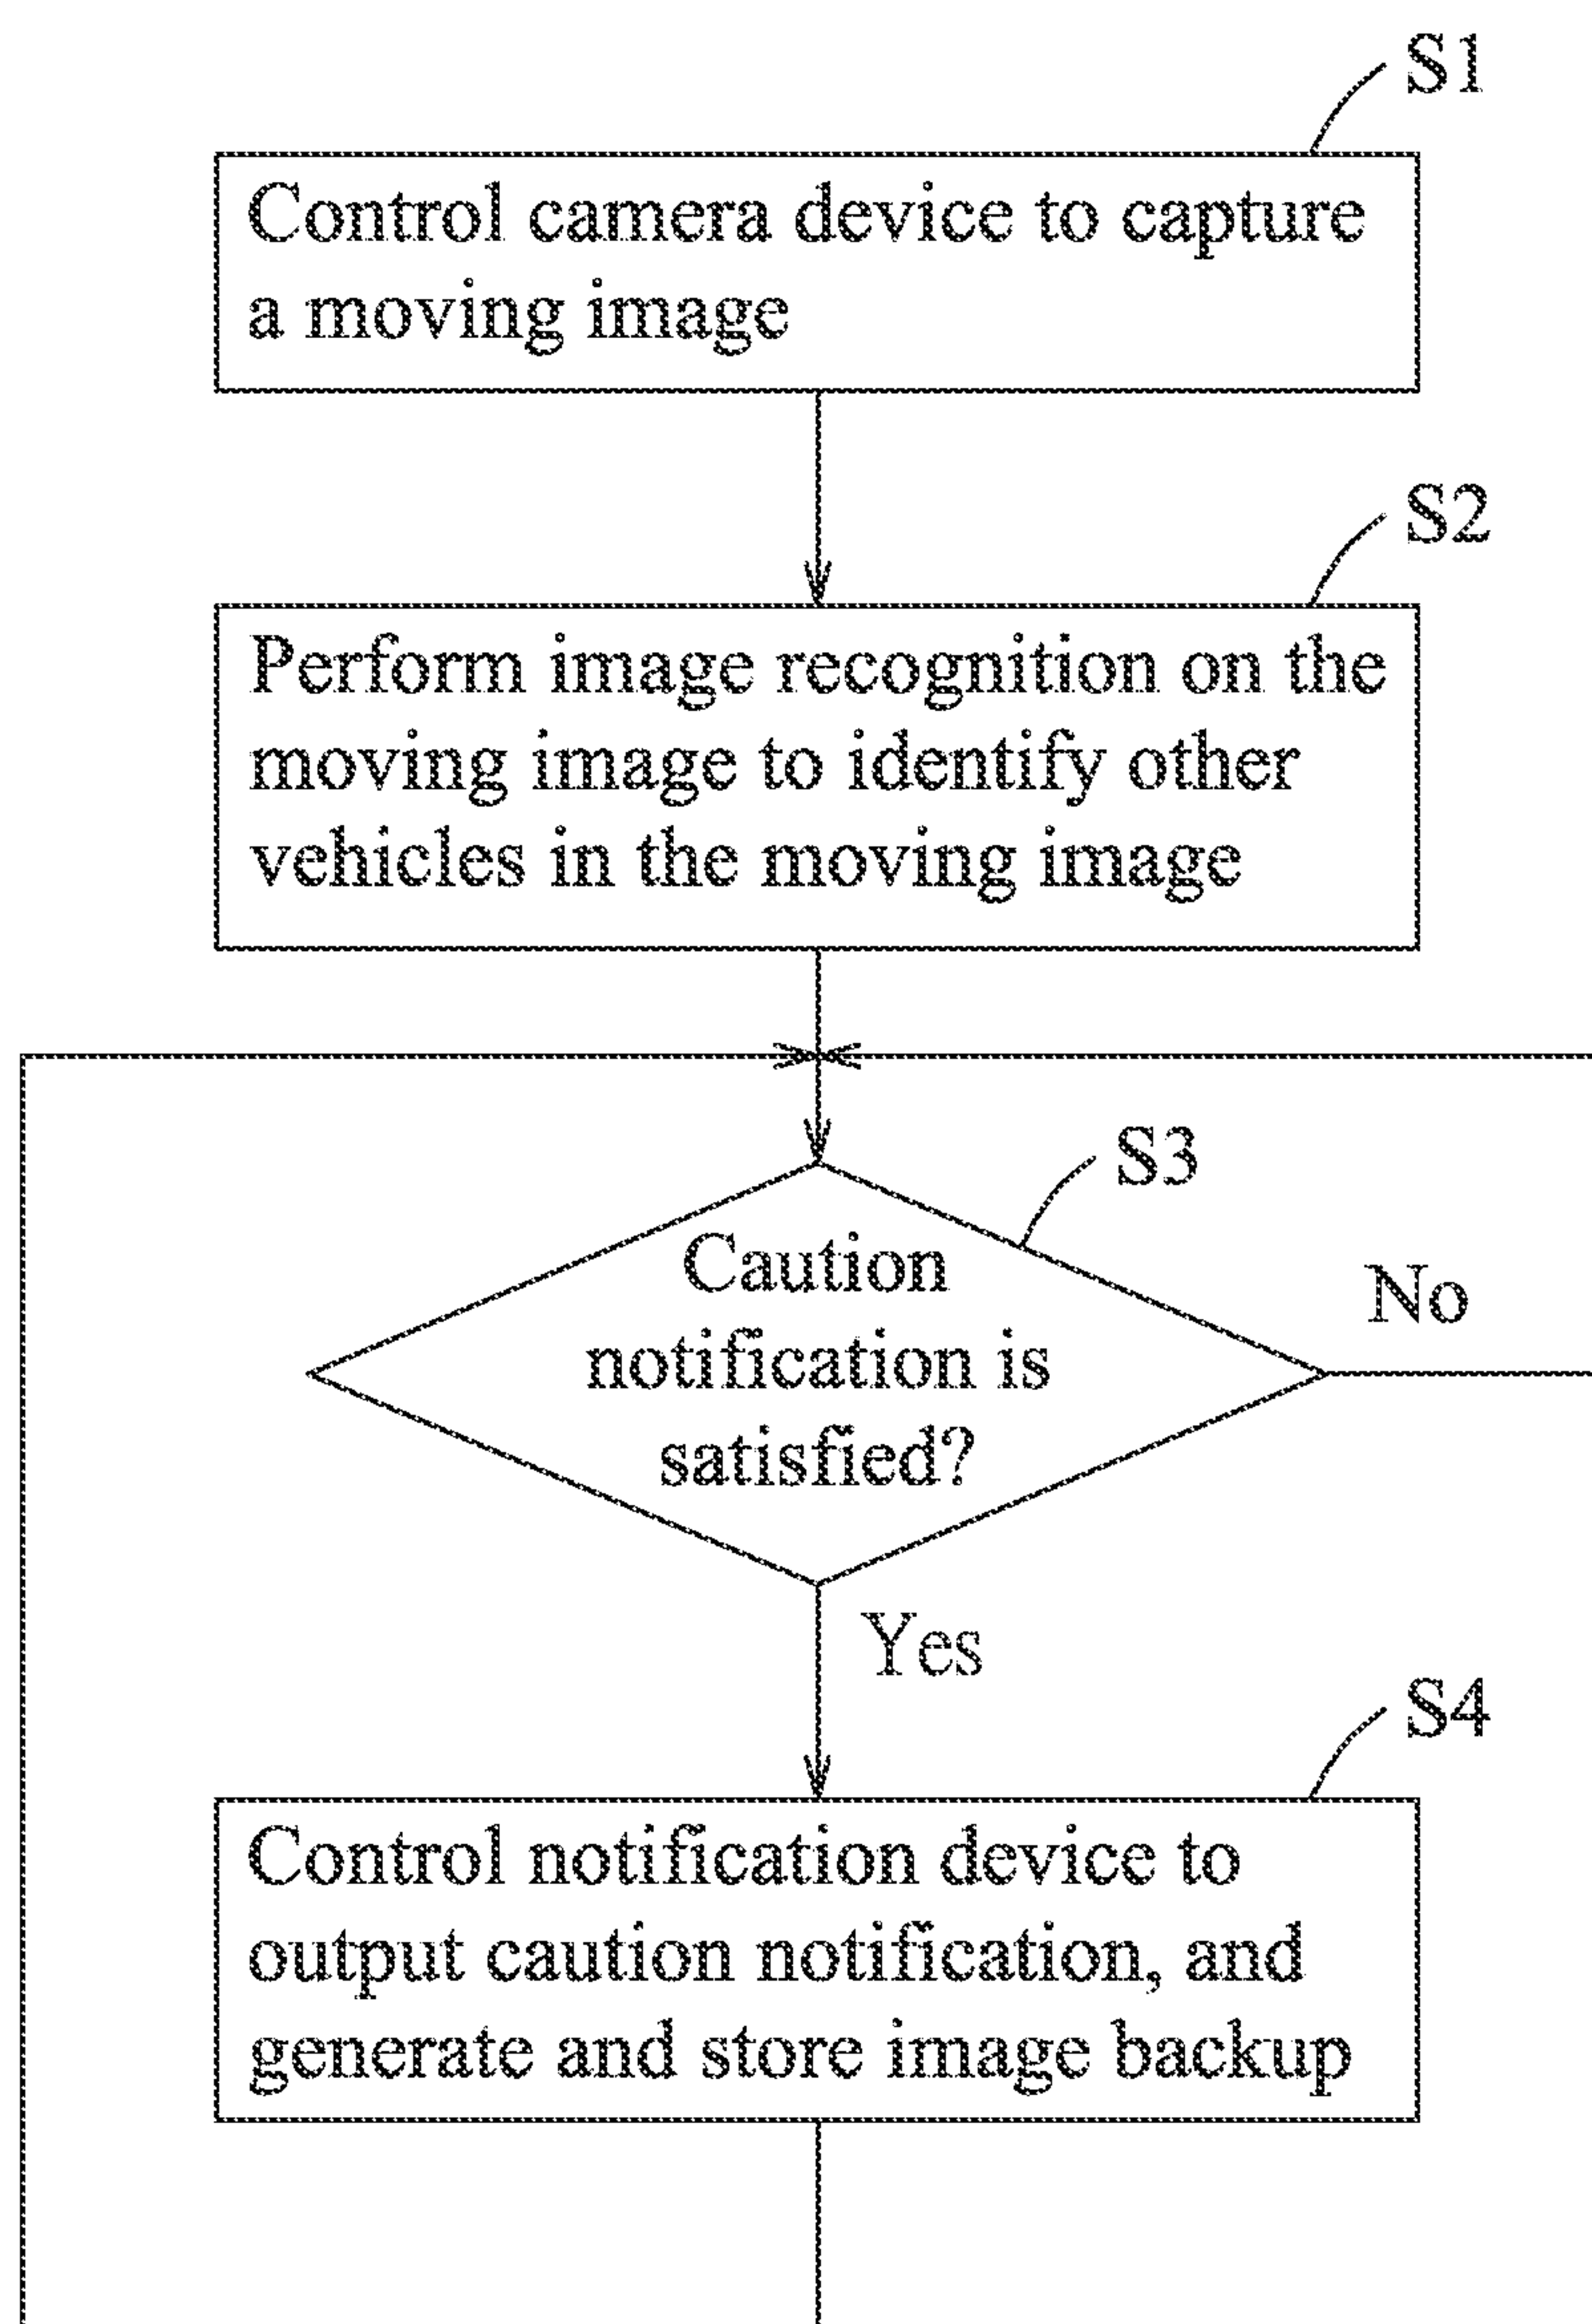 S1
Control camera device to capture
a moving image
S2
Perform image recognition on the
moving image to identify other
vehicles in the moving image
S3
Caution
notification is
satisfied?
No
Yes
S4
Control notification device to
output caution notification, and
generate and store image backup